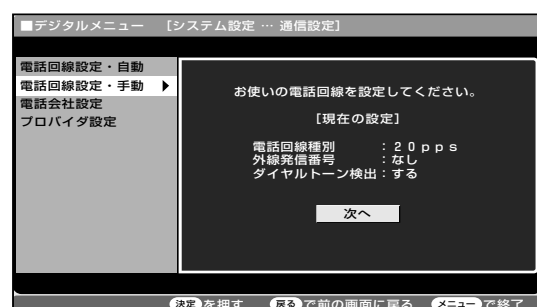 ■デジタルメニュー [システム設定 … 通信設定]
電話回線設定・自動
電話回線設定・手動 ▶
電話会社設定
プロバイダ設定
お使いの電話回線を設定してください。
[現在の設定]
電話回線種別 :20pps
外線発信番号 :なし
ダイヤルトーン検出:する
次へ
決定を押す 戻るで前の画面に戻る メニューで終了